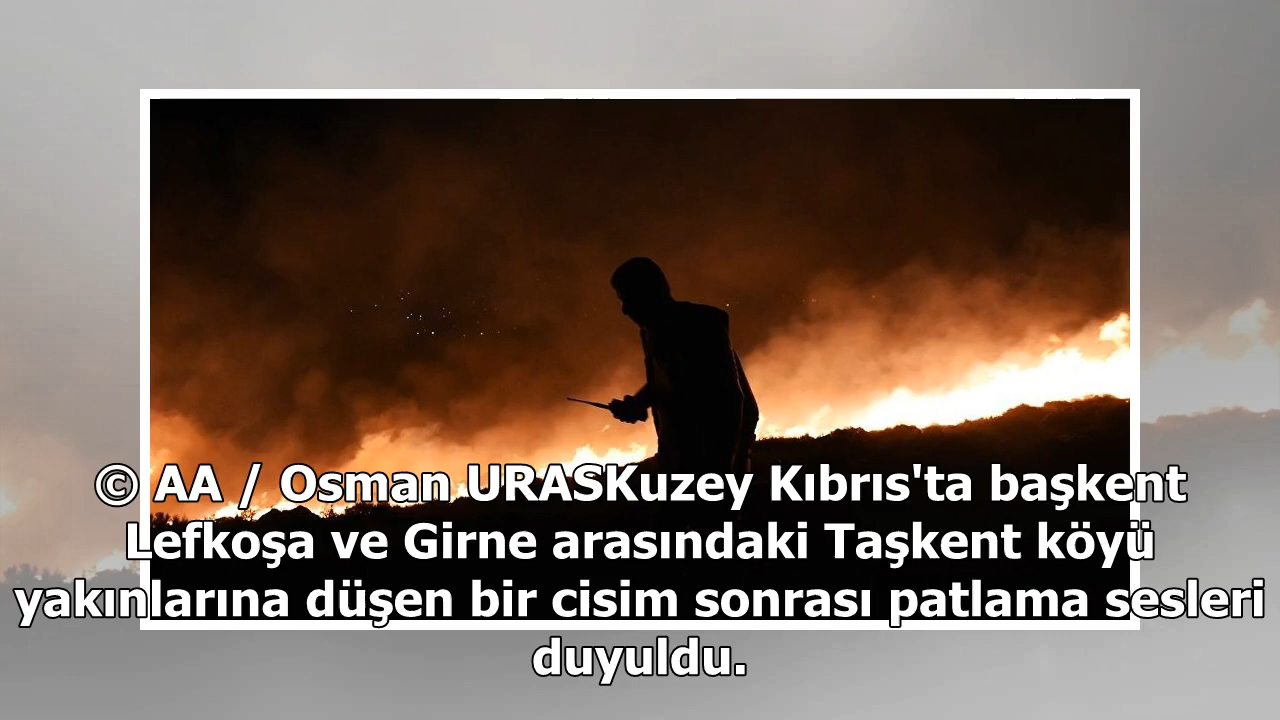 © AA / Osman URASKuzey Kıbrıs'ta başkent
Lefkoşa ve Girne arasındaki Taşkent köyü
yakınlarına düşen bir cisim sonrası patlama sesleri
duyuldu.